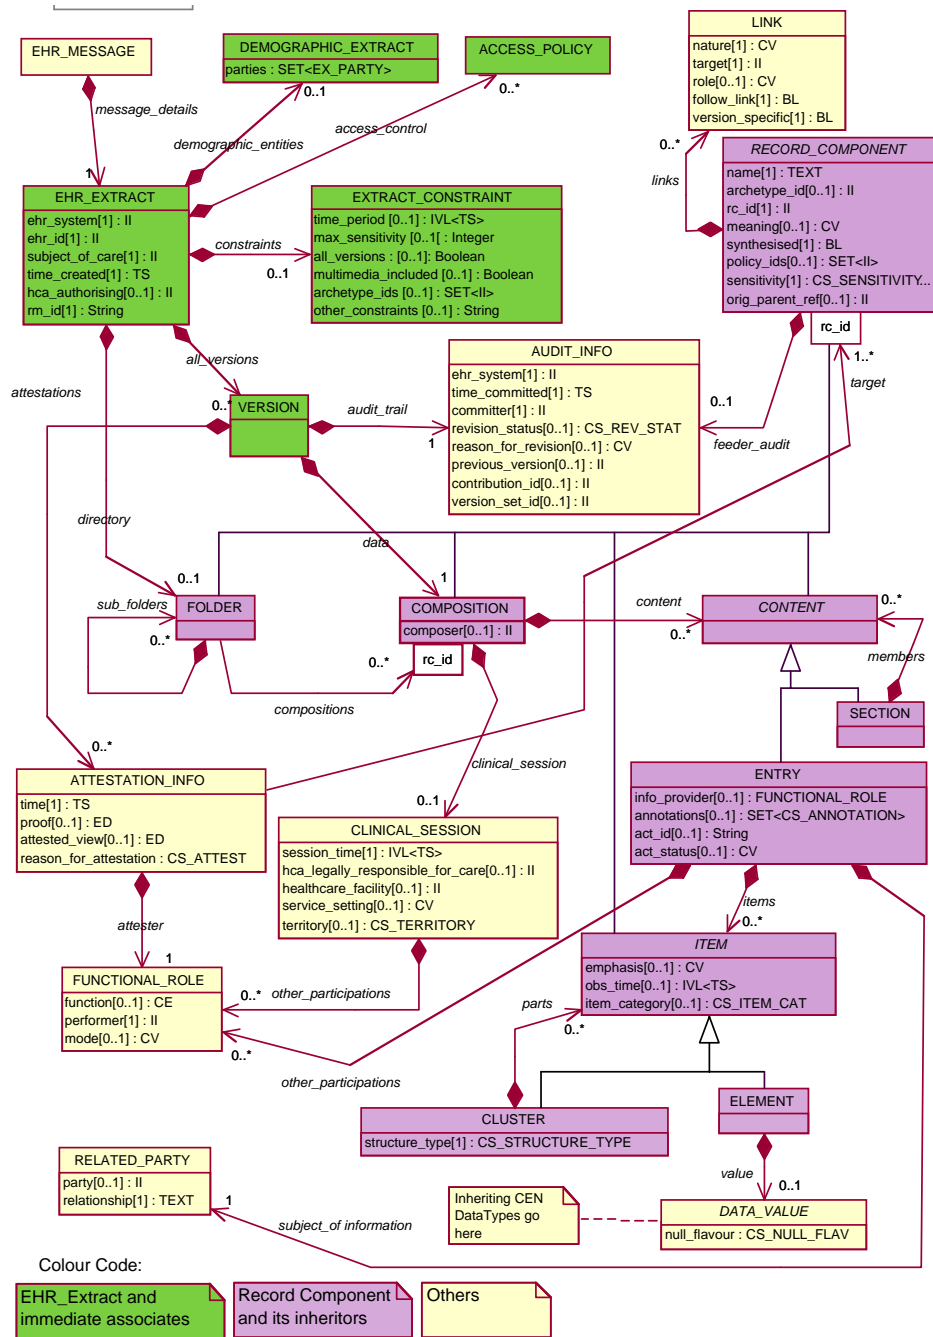 EHR_MESSAGE
DEMOGRAPHIC_EXTRACT
parties : SET<EX_PARTY>
ACCESS_POLICY
LINK
nature[1] : CV
target[1] : II
role[0..1] : CV
follow_link[1] : BL
version_specific[1] : BL
message_details
0..1
0..*
access_control
demographic_entities
1
0..*
links
RECORD_COMPONENT
name[1] : TEXT
archetype_id[0..1] : II
rc_id[1] : II
meaning[0..1] : CV
synthesised[1] : BL
policy_ids[0..1] : SET<II>
sensitivity[1] : CS_SENSITIVITY...
orig_parent_ref[0..1] : II
rc_id
EHR_EXTRACT
ehr_system[1] : II
ehr_id[1] : II
subject_of_care[1] : II
time_created[1] : TS
hca_authorising[0..1] : II
rm_id[1] : String
constraints
0..1
EXTRACT_CONSTRAINT
time_period [0..1] : IVL<TS>
max_sensitivity [0..1[ : Integer
all_versions : [0..1]: Boolean
multimedia_included [0..1] : Boolean
archetype_ids [0..1] : SET<II>
other_constraints [0..1] : String
all_versions
attestations
0..*
VERSION
audit_trail
1
AUDIT_INFO
ehr_system[1] : II
time_committed[1] : TS
committer[1] : II
revision_status[0..1] : CS_REV_STAT
reason_for_revision[0..1] : CV
previous_version[0..1] : II
contribution_id[0..1] : II
version_set_id[0..1] : II
0..1
feeder_audit
1..*
target
directory
data
0..1
1
sub_folders
0..*
FOLDER
COMPOSITION
composer[0..1] : II
rc_id
0..*
compositions
content
0..*
CONTENT
0..*
members
SECTION
0..*
clinical_session
0..1
ATTESTATION_INFO
time[1] : TS
proof[0..1] : ED
attested_view[0..1] : ED
reason_for_attestation : CS_ATTEST
CLINICAL_SESSION
session_time[1] : IVL<TS>
hca_legally_responsible_for_care[0..1] : II
healthcare_facility[0..1] : II
service_setting[0..1] : CV
territory[0..1] : CS_TERRITORY
ENTRY
info_provider[0..1] : FUNCTIONAL_ROLE
annotations[0..1] : SET<CS_ANNOTATION>
act_id[0..1] : String
act_status[0..1] : CV
attester
1
items
0..*
FUNCTIONAL_ROLE
function[0..1] : CE
performer[1] : II
mode[0..1] : CV
0..*
other_participations
0..*
other_participations
ITEM
emphasis[0..1] : CV
obs_time[0..1] : IVL<TS>
item_category[0..1] : CS_ITEM_CAT
parts
0..*
CLUSTER
structure_type[1] : CS_STRUCTURE_TYPE
ELEMENT
value
0..1
RELATED_PARTY
party[0..1] : II
relationship[1] : TEXT
1
subject_of information
Inheriting CEN
DataTypes go
here
DATA_VALUE
null_flavour : CS_NULL_FLAV
Colour Code:
EHR_Extract and
immediate associates
Record Component
and its inheritors
Others